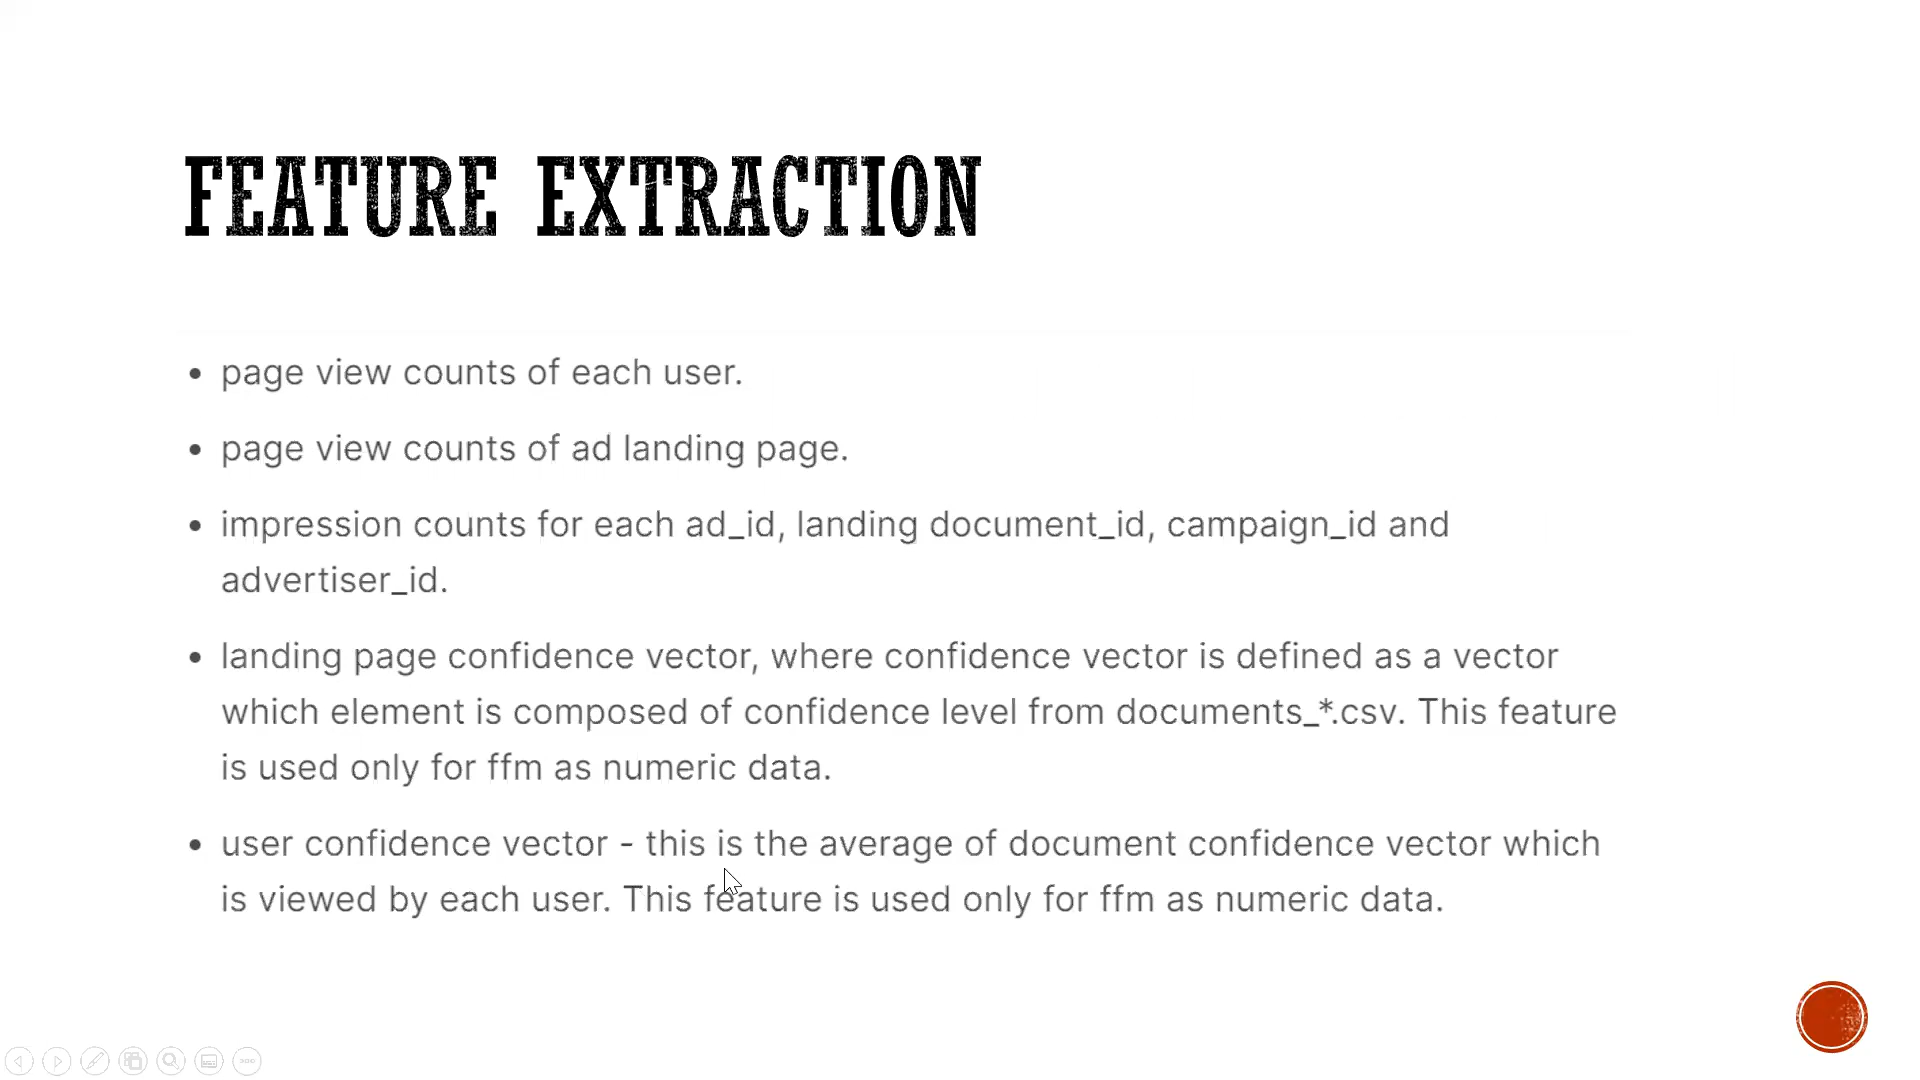 FEATURE EXTRACTION
• page view counts of each user.
• page view counts of ad landing page.
• impression counts for each ad_id, landing document_id, campaign_id and
advertiser_id.
• landing page confidence vector, where confidence vector is defined as a vector
which element is composed of confidence level from documents_*.csv. This feature
is used only for ffm as numeric data.
• user confidence vector - this is the average of document confidence vector which
is viewed by each user. This feature is used only for ffm as numeric data.